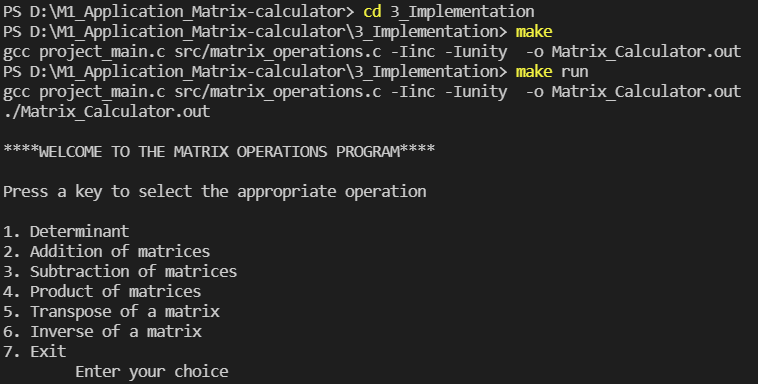 PS D:\M1_Application_Matrix-calculator> cd 3_Implementation
PS D:\M1_Application_Matrix-calculator\3_Implementation> make
gcc project_main.c src/matrix_operations.c -Iinc -Iunity  -o Matrix_Calculator.out
PS D:\M1_Application_Matrix-calculator\3_Implementation> make run
gcc project_main.c src/matrix_operations.c -Iinc -Iunity  -o Matrix_Calculator.out
./Matrix_Calculator.out
****WELCOME TO THE MATRIX OPERATIONS PROGRAM****
Press a key to select the appropriate operation
1. Determinant
2. Addition of matrices
3. Subtraction of matrices
4. Product of matrices
5. Transpose of a matrix
6. Inverse of a matrix
7. Exit
Enter your choice